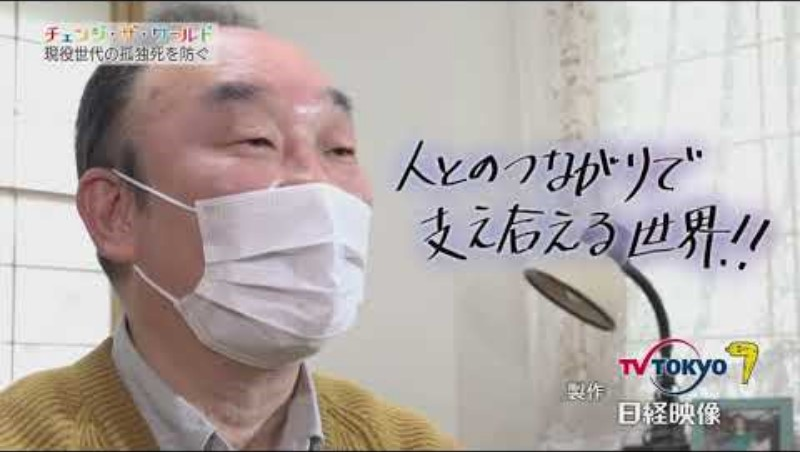 チェンジ・ザ・ワールド
現役世代の孤独死を防ぐ
人とのつながりで
支え合える世界!!
TV TOKYO 7
製作
日経映像